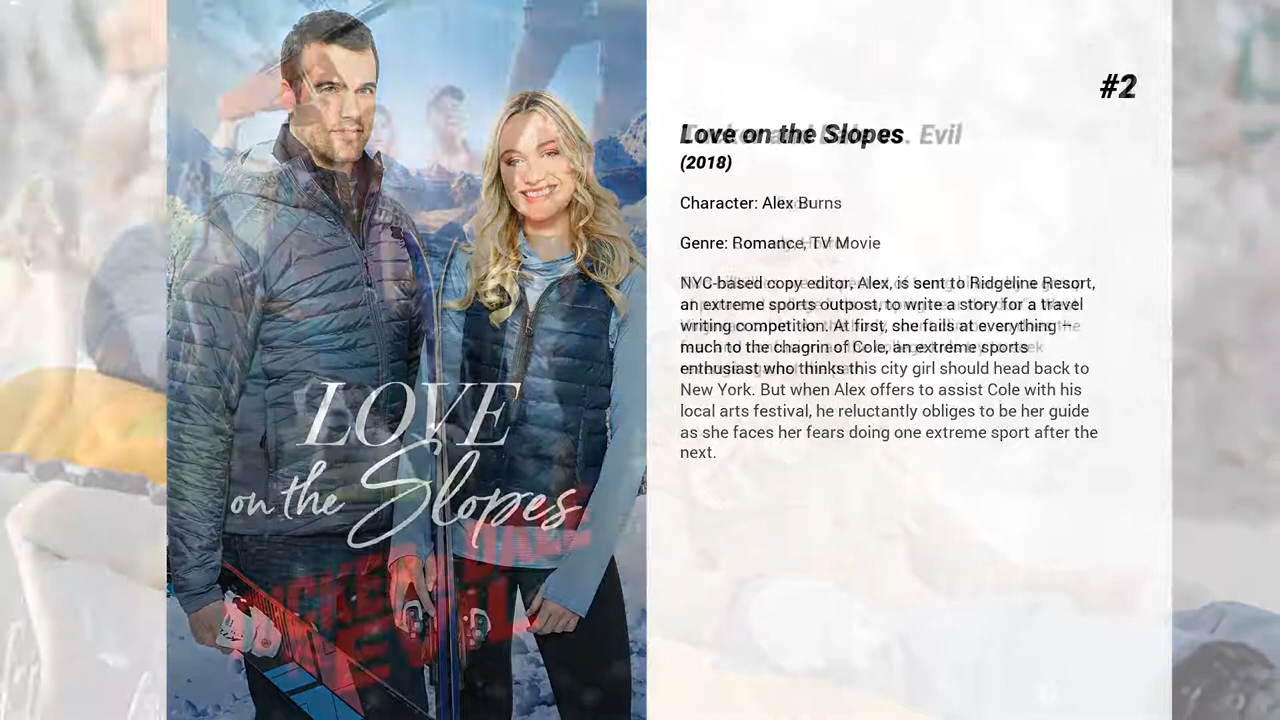 #2
Love on the Slopes
Evil
(2018)
Character: Alex Burns
Genre: Romance, TV Movie
NYC-based copy editor, Alex, is sent to Ridgeline Resort,
an extreme sports outpost, to write a story for a travel
writing competition. At first, she fails at everything –
much to the chagrin of Cole, an extreme sports
enthusiast who thinks this city girl should head back to
New York. But when Alex offers to assist Cole with his
local arts festival, he reluctantly obliges to be her guide
as she faces her fears doing one extreme sport after the
next.
LOVE
on the Slopes